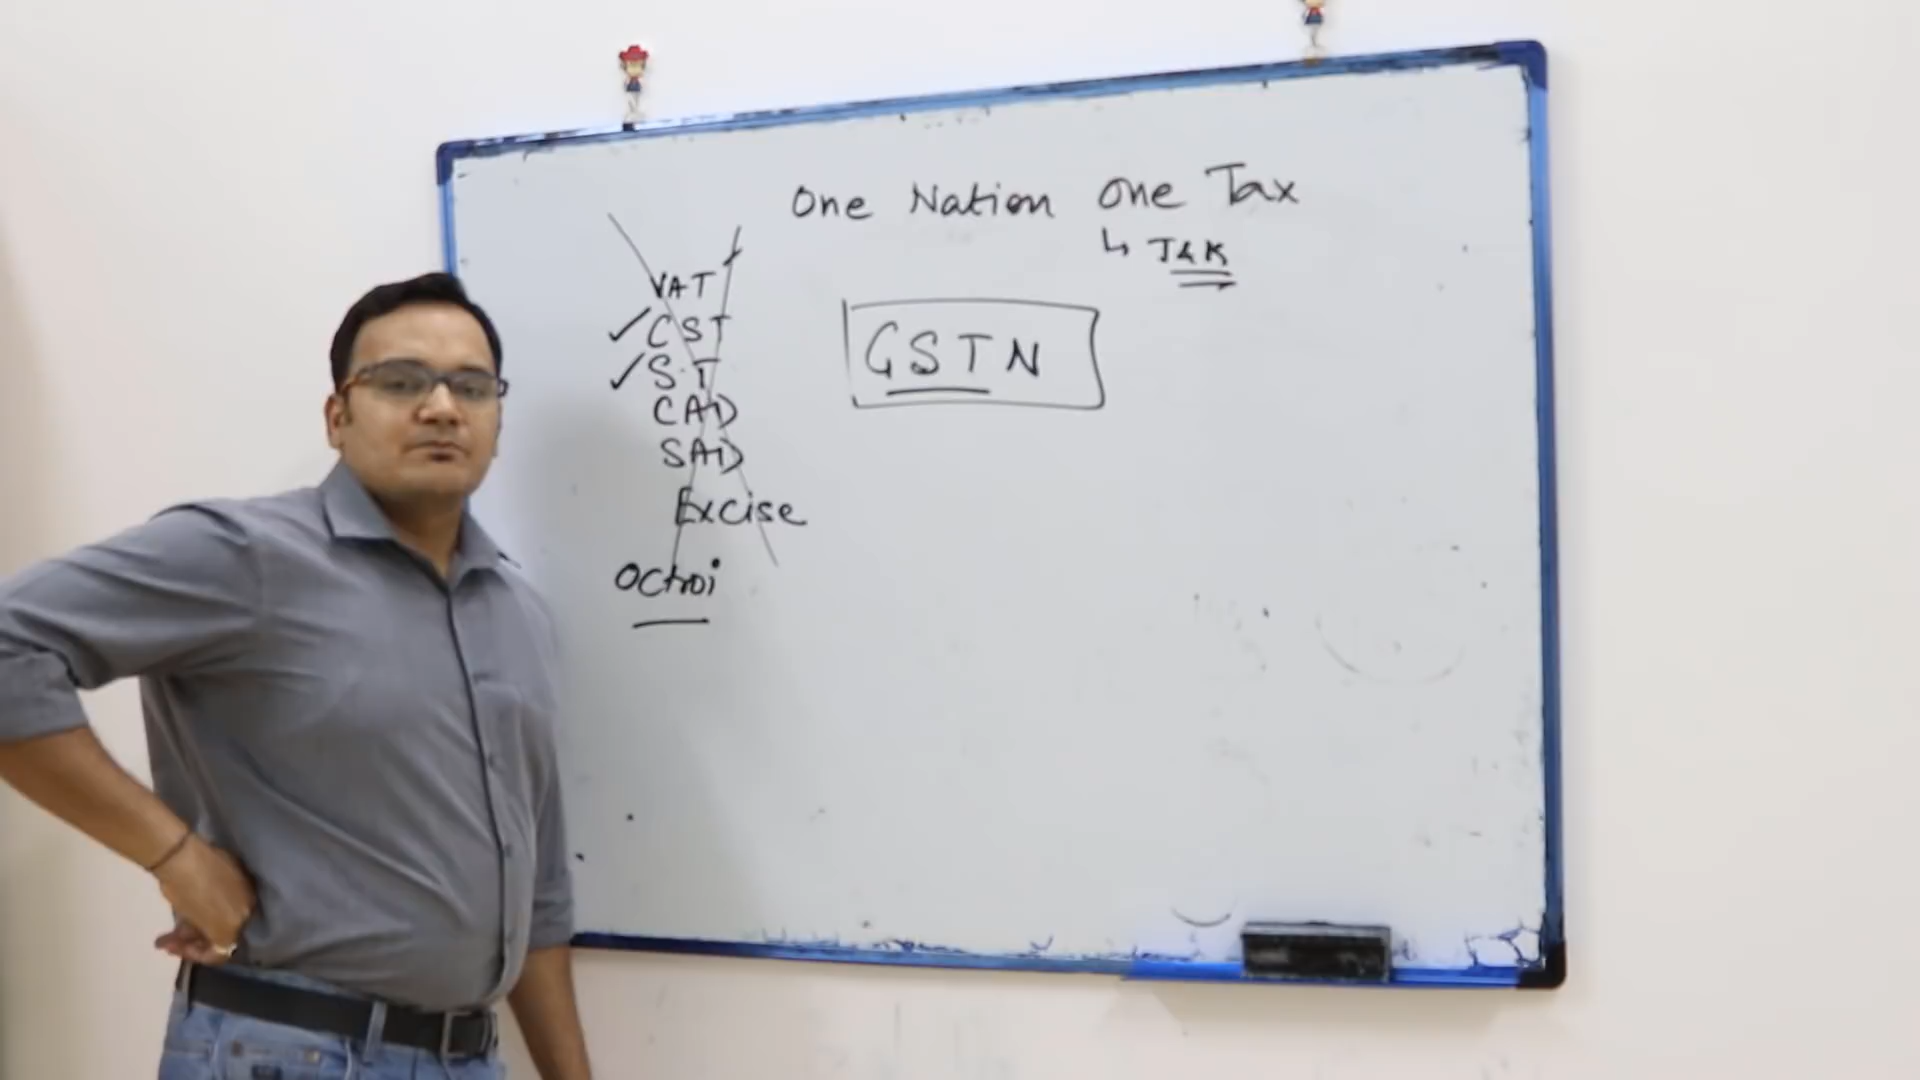 One Nation One Tax
↳ J&K
VAT
✓ CST
✓ S.T
CAD
SAD
Excise
Octroi
GSTN